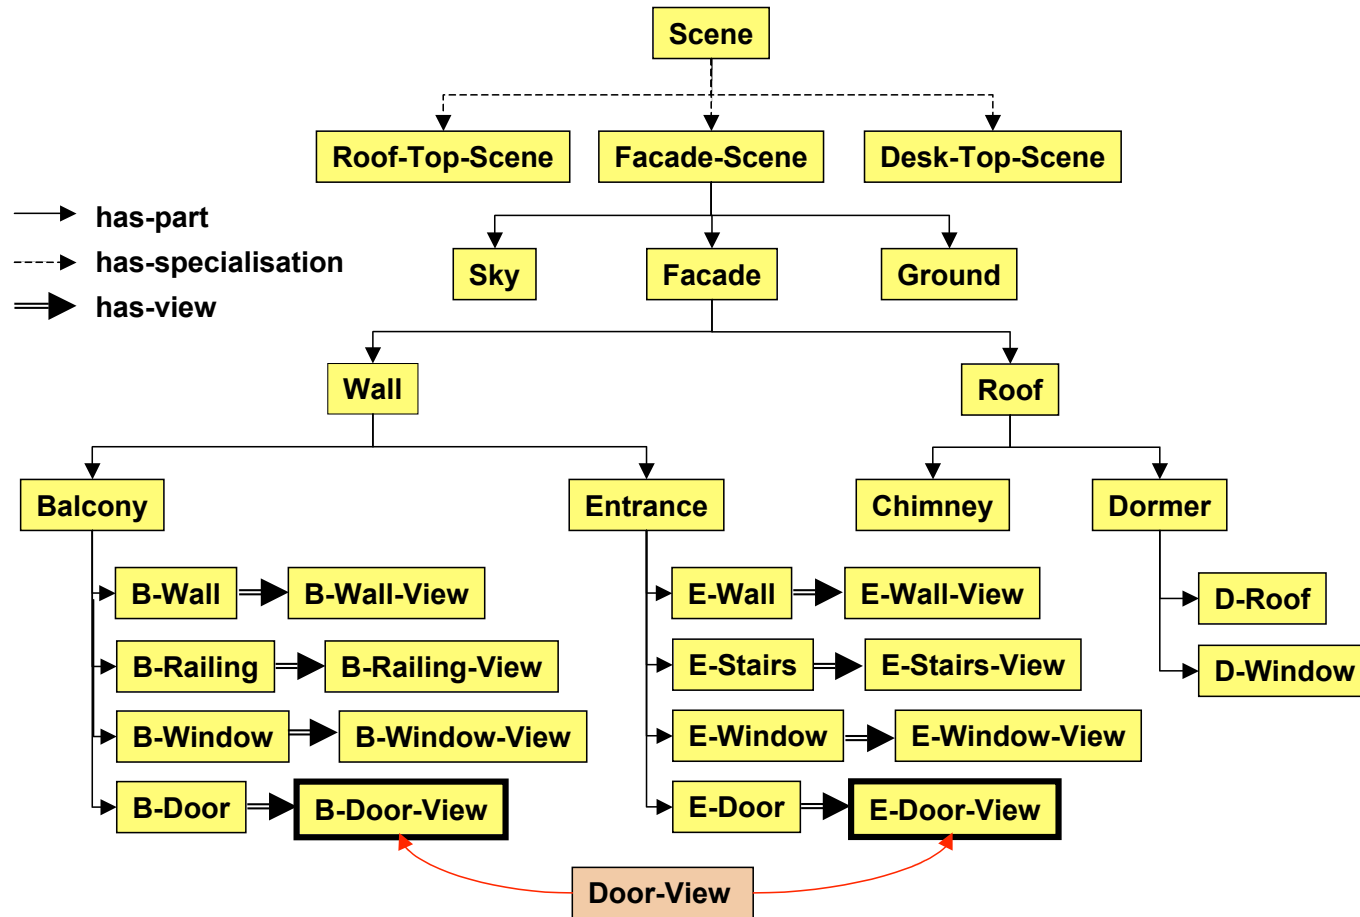 Scene
Roof-Top-Scene
Facade-Scene
Desk-Top-Scene
has-part
has-specialisation
has-view
Sky
Facade
Ground
Wall
Roof
Balcony
Entrance
Chimney
Dormer
B-Wall
B-Wall-View
E-Wall
E-Wall-View
D-Roof
B-Railing
B-Railing-View
E-Stairs
E-Stairs-View
D-Window
B-Window
B-Window-View
E-Window
E-Window-View
B-Door
B-Door-View
E-Door
E-Door-View
Door-View